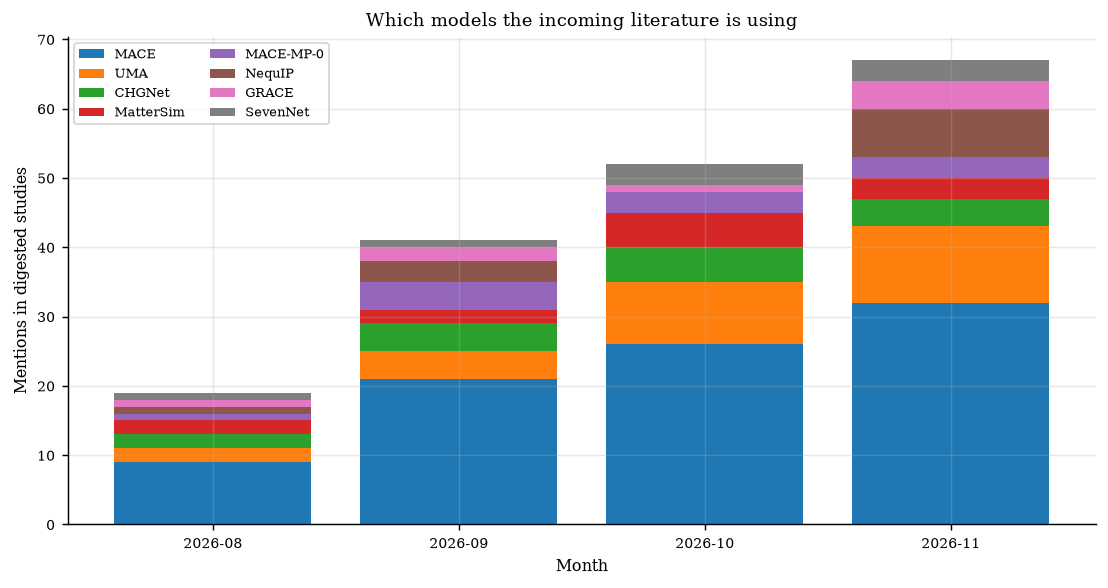 Which models the incoming literature is using
MACE
UMA
CHGNet
MatterSim
MACE-MP-0
NequIP
GRACE
SevenNet
Mentions in digested studies
70
60
50
40
30
20
10
0
2026-08
2026-09
2026-10
2026-11
Month